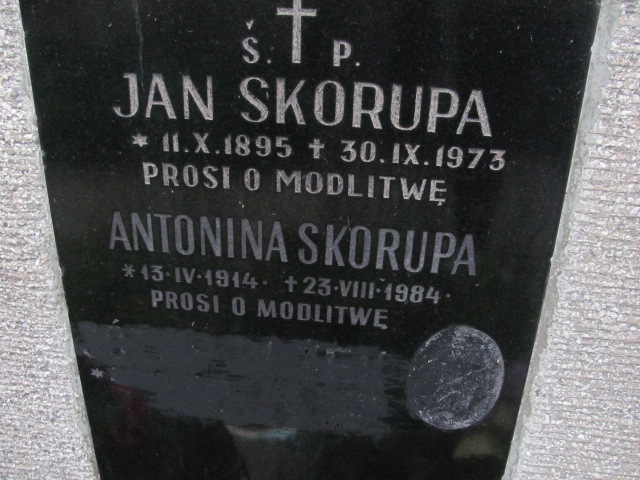 Ś. P.
JAN SKORUPA
* 11.X.1895 + 30.IX.1973
PROSI O MODLITWĘ
ANTONINA SKORUPA
*13·IV·1914· +23·VIII·1984·
PROSI O MODLITWĘ
*